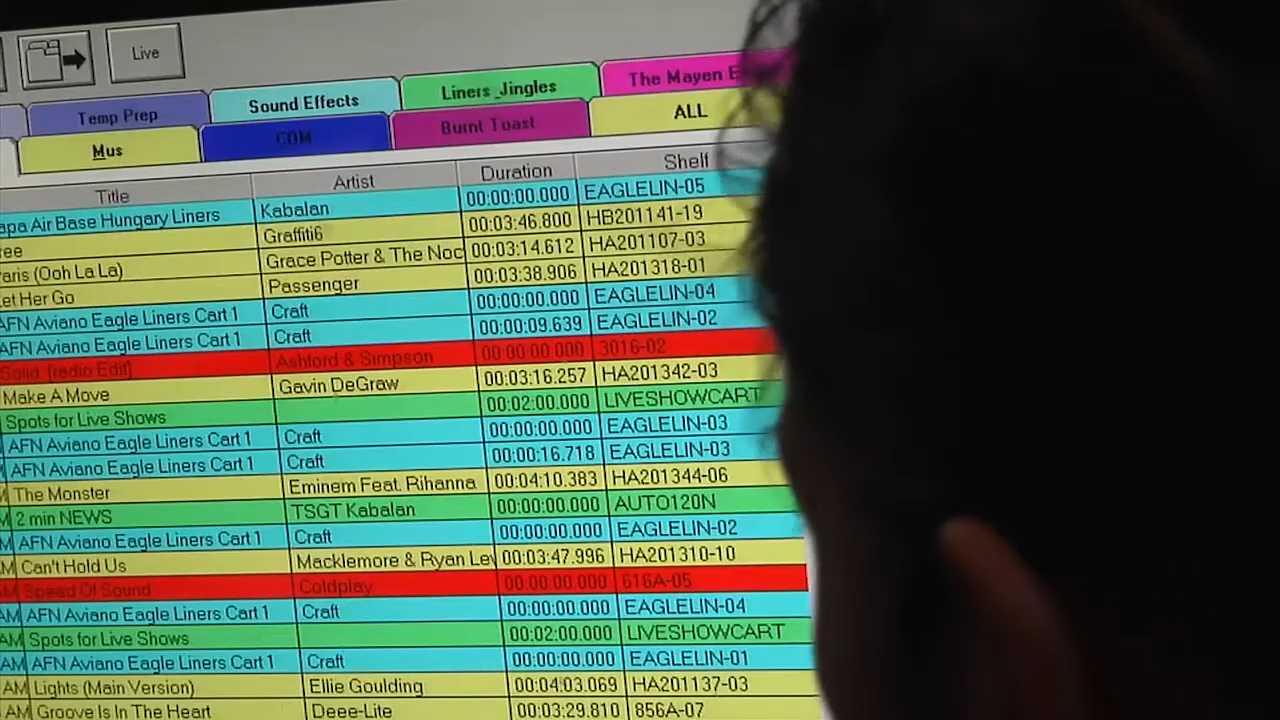 Live
Temp Prep Sound Effects Liners_Jingles The Mayen
Mus COM Burnt Toast ALL
Title Artist Duration Shelf
apa Air Base Hungary Liners Kabalan 00:00:00.000 EAGLELIN-05
ree Graffiti6 00:03:46.800 HB201141-19
aris (Ooh La La) Grace Potter & The Noc 00:03:14.612 HA201107-03
et Her Go Passenger 00:03:38.906 HA201318-01
AFN Aviano Eagle Liners Cart 1 Craft 00:00:00.000 EAGLELIN-04
AFN Aviano Eagle Liners Cart 1 Craft 00:00:09.639 EAGLELIN-02
Solid (radio Edit) Ashford & Simpson 00:00:00.000 3016-02
Make A Move Gavin DeGraw 00:03:16.257 HA201342-03
Spots for Live Shows 00:02:00.000 LIVESHOWCART
AFN Aviano Eagle Liners Cart 1 Craft 00:00:00.000 EAGLELIN-03
AFN Aviano Eagle Liners Cart 1 Craft 00:00:16.718 EAGLELIN-03
The Monster Eminem Feat. Rihanna 00:04:10.383 HA201344-06
M 2 min NEWS TSGT Kabalan 00:00:00.000 AUTO120N
M AFN Aviano Eagle Liners Cart 1 Craft 00:00:00.000 EAGLELIN-02
M Can't Hold Us Macklemore & Ryan Lew 00:03:47.996 HA201310-10
AM Speed Of Sound Coldplay 00:00:00.000 616A-05
AM AFN Aviano Eagle Liners Cart 1 Craft 00:00:00.000 EAGLELIN-04
AM Spots for Live Shows 00:02:00.000 LIVESHOWCART
AM AFN Aviano Eagle Liners Cart 1 Craft 00:00:00.000 EAGLELIN-01
AM Lights (Main Version) Ellie Goulding 00:04:03.069 HA201137-03
AM Groove Is In The Heart Deee-Lite 00:03:29.810 856A-07